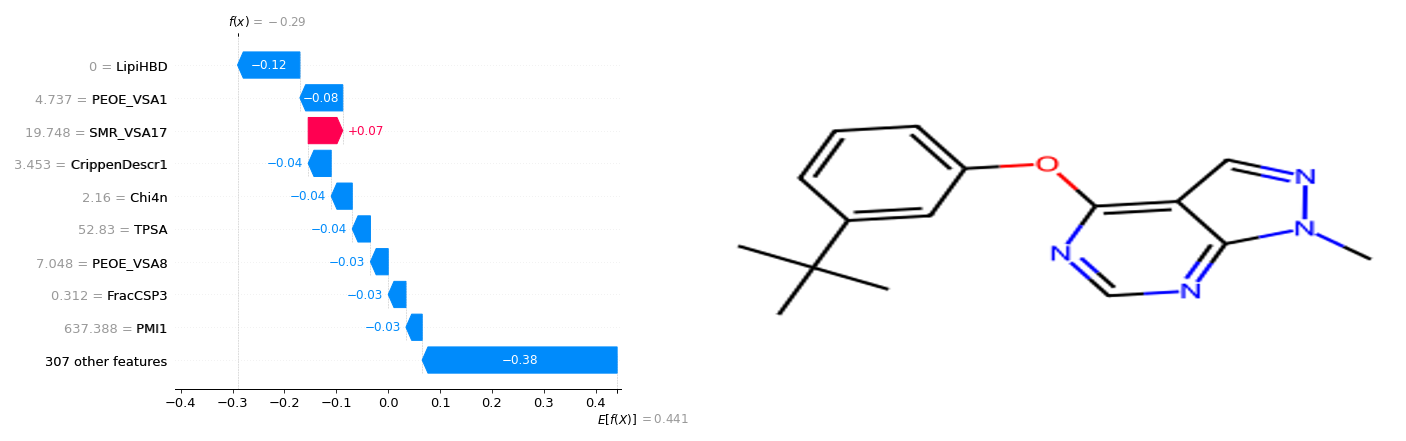 f(x) = −0.29
0 = LipiHBD
−0.12
4.737 = PEOE_VSA1
−0.08
19.748 = SMR_VSA17
+0.07
3.453 = CrippenDescr1
−0.04
2.16 = Chi4n
−0.04
52.83 = TPSA
−0.04
7.048 = PEOE_VSA8
−0.03
0.312 = FracCSP3
−0.03
637.388 = PMI1
−0.03
307 other features
−0.38
−0.4 −0.3 −0.2 −0.1 0.0 0.1 0.2 0.3 0.4
E[f(X)] = 0.441
O
N
N
N
N